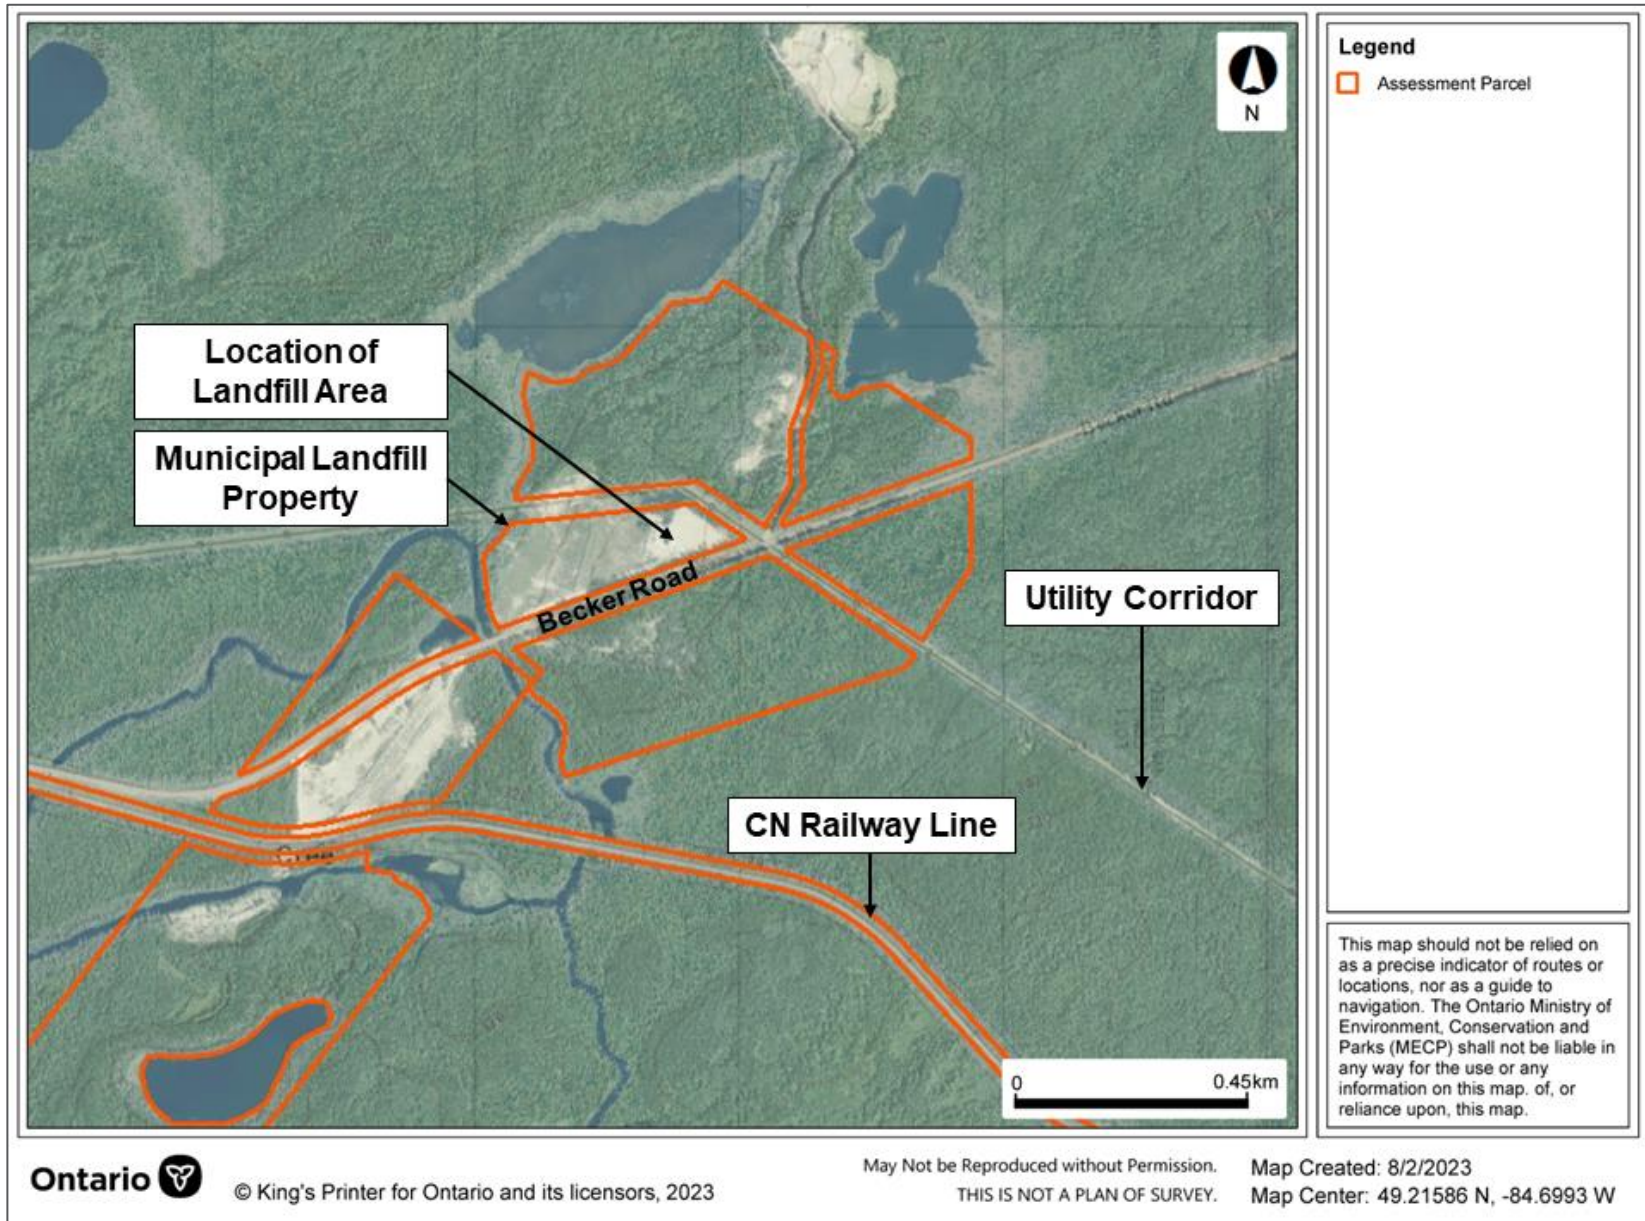 N
Location of
Landfill Area
Municipal Landfill
Property
Becker Road
Utility Corridor
CN Railway Line
0 0.45km
Legend
Assessment Parcel
This map should not be relied on
as a precise indicator of routes or
locations, nor as a guide to
navigation. The Ontario Ministry of
Environment, Conservation and
Parks (MECP) shall not be liable in
any way for the use or any
information on this map. of, or
reliance upon, this map.
Ontario
© King's Printer for Ontario and its licensors, 2023
May Not be Reproduced without Permission.
THIS IS NOT A PLAN OF SURVEY.
Map Created: 8/2/2023
Map Center: 49.21586 N, -84.6993 W